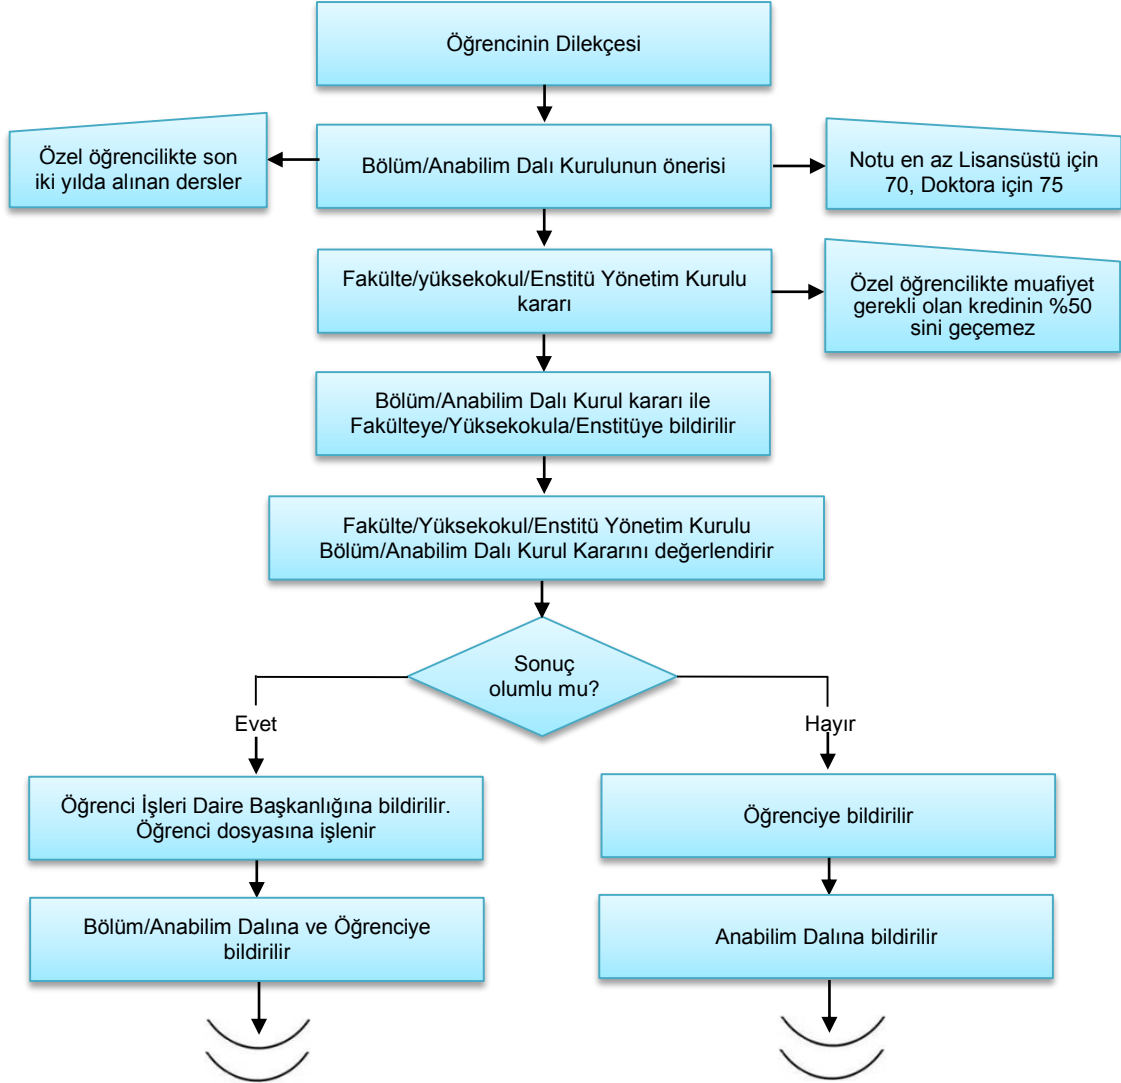 Öğrencinin Dilekçesi
Özel öğrencilikte son
iki yılda alınan dersler
Bölüm/Anabilim Dalı Kurulunun önerisi
Notu en az Lisansüstü için
70, Doktora için 75
Fakülte/yüksekokul/Enstitü Yönetim Kurulu
kararı
Özel öğrencilikte muafiyet
gerekli olan kredinin %50
sini geçemez
Bölüm/Anabilim Dalı Kurul kararı ile
Fakülteye/Yüksekokula/Enstitüye bildirilir
Fakülte/Yüksekokul/Enstitü Yönetim Kurulu
Bölüm/Anabilim Dalı Kurul Kararını değerlendirir
Sonuç
olumlu mu?
Evet
Hayır
Öğrenci İşleri Daire Başkanlığına bildirilir.
Öğrenci dosyasına işlenir
Öğrenciye bildirilir
Bölüm/Anabilim Dalına ve Öğrenciye
bildirilir
Anabilim Dalına bildirilir